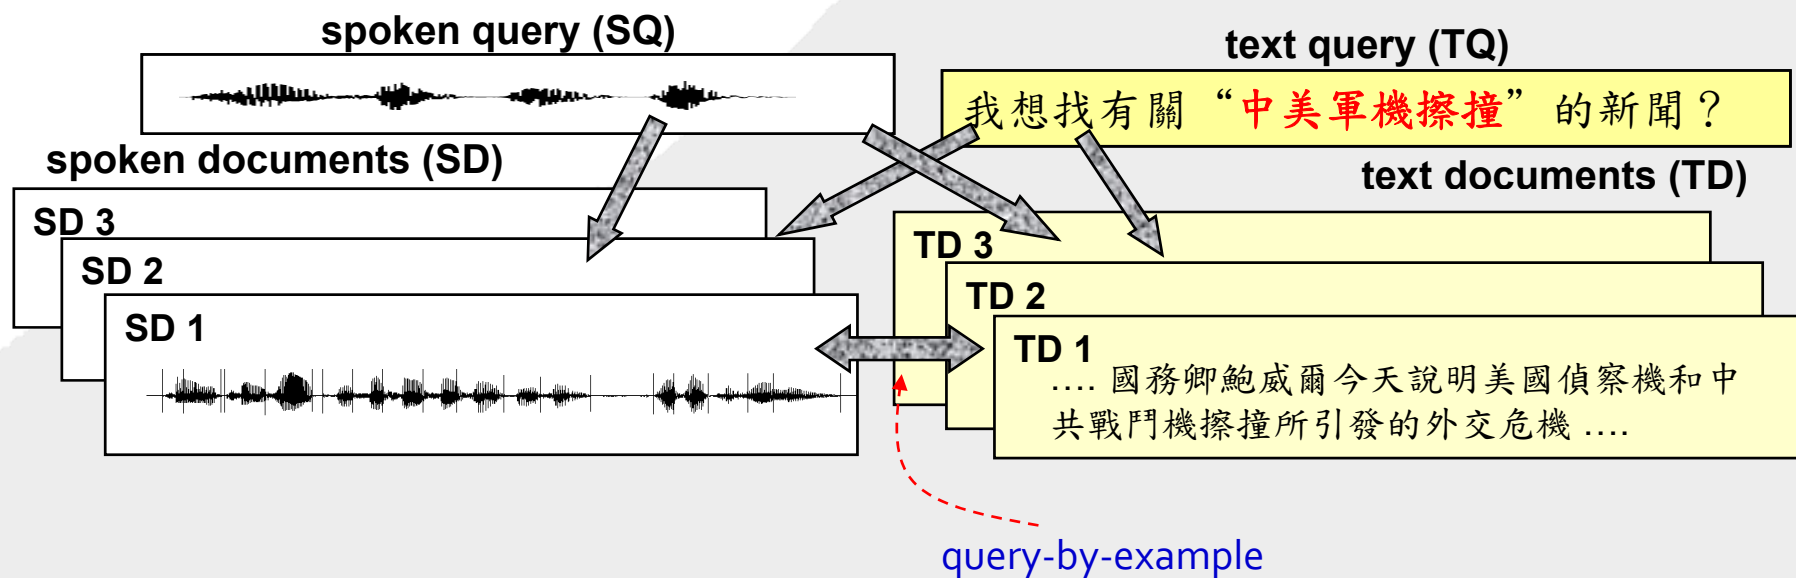 spoken query (SQ)
text query (TQ)
我想找有關“中美軍機擦撞”的新聞?
spoken documents (SD)
text documents (TD)
SD 3
SD 2
SD 1
TD 3
TD 2
TD 1
.... 國務卿鮑威爾今天說明美國偵察機和中
共戰鬥機擦撞所引發的外交危機 ....
query-by-example